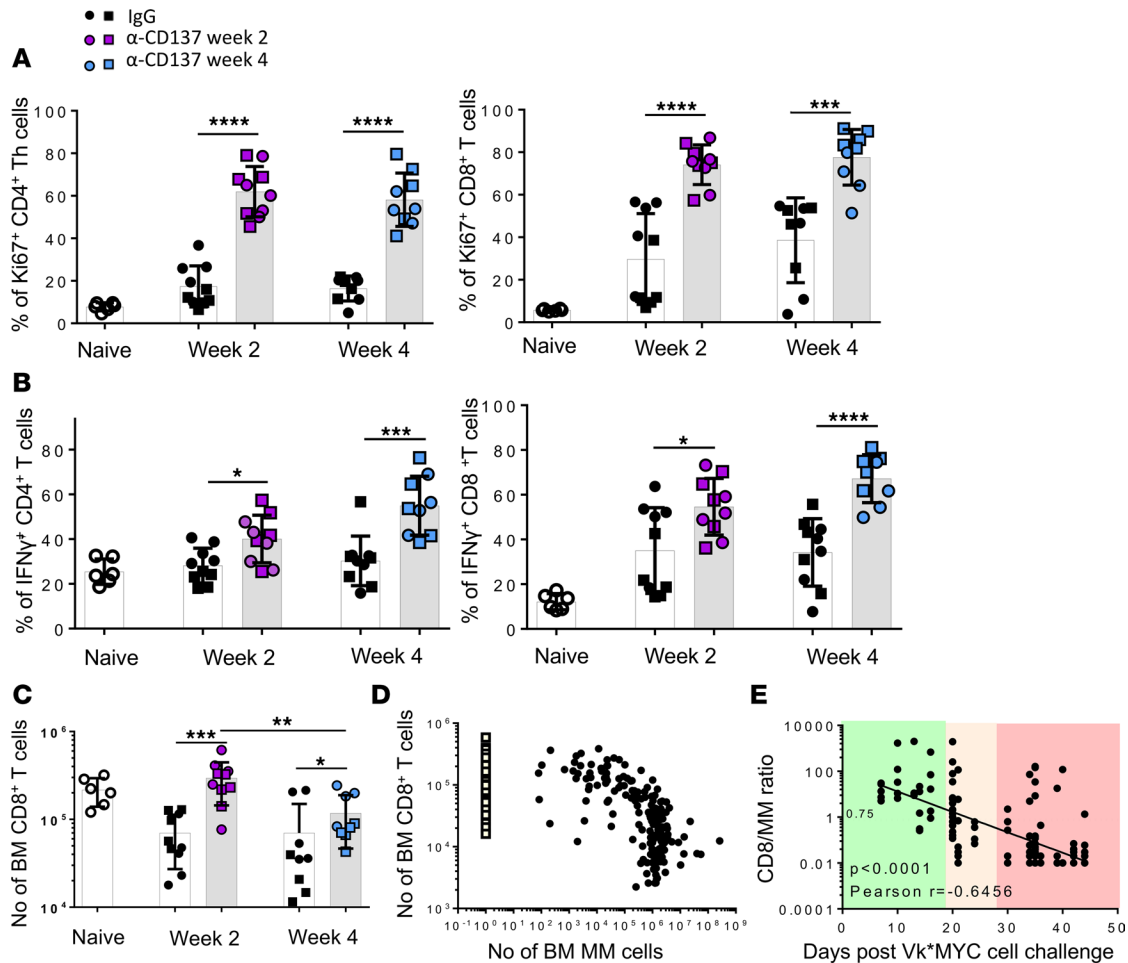 IgG
α-CD137 week 2
α-CD137 week 4
A
% of Ki67⁺ CD4⁺ Th cells
100
80
60
40
20
0
****
****
Naive
Week 2
Week 4
% of Ki67⁺ CD8⁺ T cells
100
80
60
40
20
0
****
***
Naive
Week 2
Week 4
B
% of IFNγ⁺ CD4⁺ T cells
80
60
40
20
0
*
***
Naive
Week 2
Week 4
% of IFNγ⁺ CD8 ⁺T cells
100
80
60
40
20
0
*
****
Naive
Week 2
Week 4
C
No of BM CD8⁺ T cells
10⁶
10⁵
10⁴
***
**
*
Naive
Week 2
Week 4
D
No of BM CD8⁺ T cells
10⁶
10⁵
10⁴
10³
10⁻¹ 10⁰ 10¹ 10² 10³ 10⁴ 10⁵ 10⁶ 10⁷ 10⁸ 10⁹
No of BM MM cells
E
CD8/MM ratio
10000
100
1
0.01
0.0001
0.75
p<0.0001
Pearson r=-0.6456
0 10 20 30 40 50
Days post Vk*MYC cell challenge